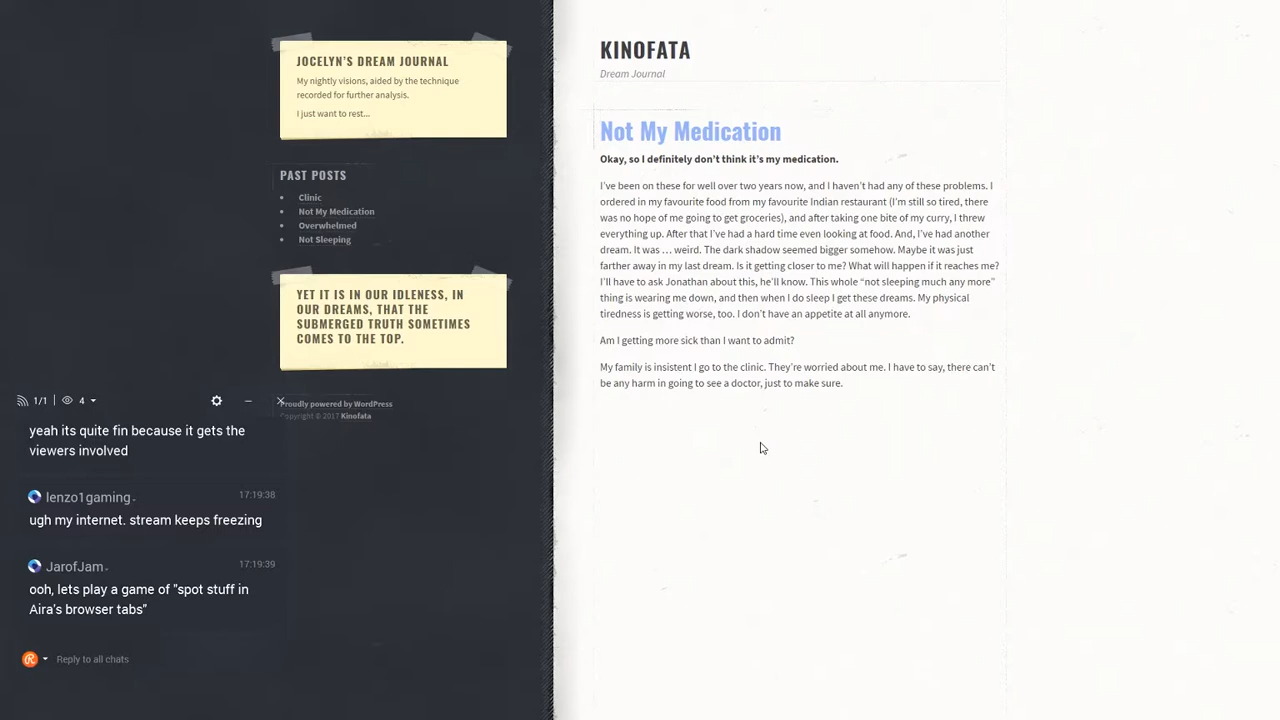 JOCELYN'S DREAM JOURNAL
My nightly visions, aided by the technique
recorded for further analysis.
I just want to rest...
PAST POSTS
Clinic
Not My Medication
Overwhelmed
Not Sleeping
YET IT IS IN OUR IDLENESS, IN
OUR DREAMS, THAT THE
SUBMERGED TRUTH SOMETIMES
COMES TO THE TOP.
Proudly powered by WordPress
Copyright © 2017 Kinofata
1/1 | 4
yeah its quite fin because it gets the
viewers involved
lenzo1gaming 17:19:38
ugh my internet. stream keeps freezing
JarofJam 17:19:39
ooh, lets play a game of "spot stuff in
Aira's browser tabs"
Reply to all chats
KINOFATA
Dream Journal
Not My Medication
Okay, so I definitely don't think it's my medication.
I've been on these for well over two years now, and I haven't had any of these problems. I
ordered in my favourite food from my favourite Indian restaurant (I'm still so tired, there
was no hope of me going to get groceries), and after taking one bite of my curry, I threw
everything up. After that I've had a hard time even looking at food. And, I've had another
dream. It was … weird. The dark shadow seemed bigger somehow. Maybe it was just
farther away in my last dream. Is it getting closer to me? What will happen if it reaches me?
I'll have to ask Jonathan about this, he'll know. This whole “not sleeping much any more”
thing is wearing me down, and then when I do sleep I get these dreams. My physical
tiredness is getting worse, too. I don't have an appetite at all anymore.
Am I getting more sick than I want to admit?
My family is insistent I go to the clinic. They're worried about me. I have to say, there can't
be any harm in going to see a doctor, just to make sure.